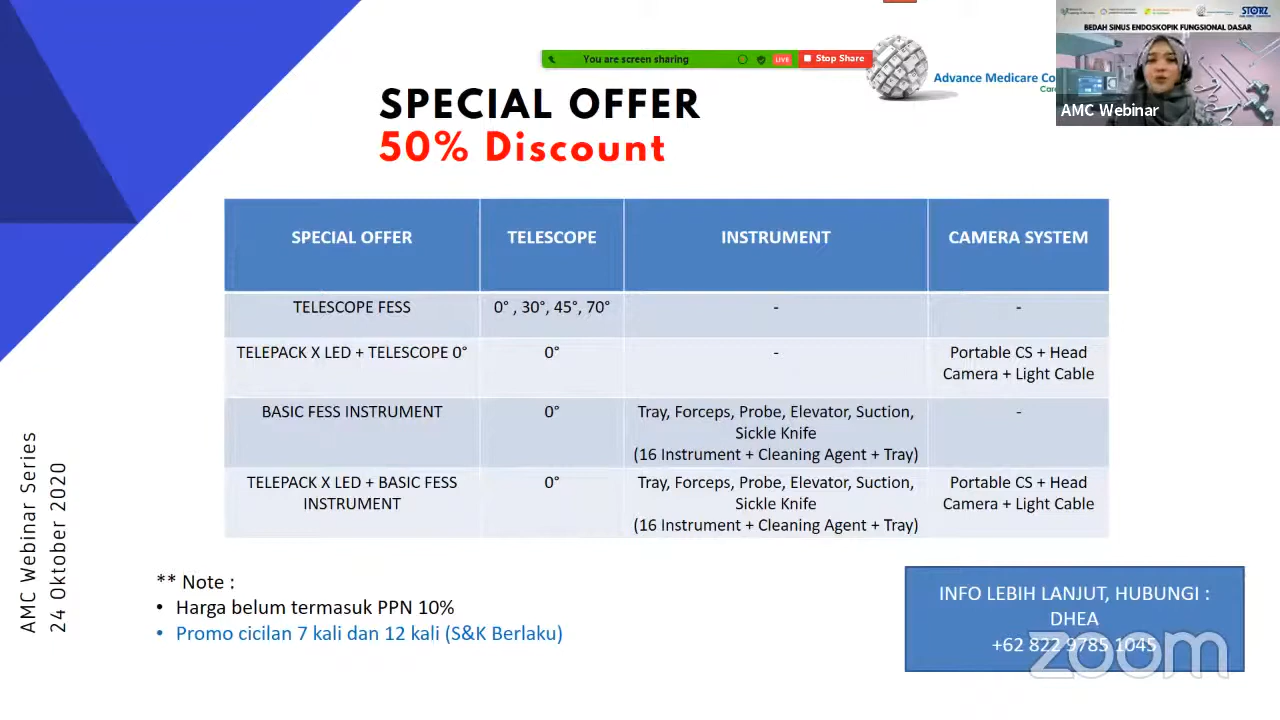 You are screen sharing
LIVE
Stop Share
STORZ
BEDAH SINUS ENDOSKOPIK FUNGSIONAL DASAR
AMC Webinar
Advance Medicare
SPECIAL OFFER
50% Discount
SPECIAL OFFER
TELESCOPE
INSTRUMENT
CAMERA SYSTEM
TELESCOPE FESS
0° , 30°, 45°, 70°
-
-
TELEPACK X LED + TELESCOPE 0°
0°
-
Portable CS + Head
Camera + Light Cable
BASIC FESS INSTRUMENT
0°
Tray, Forceps, Probe, Elevator, Suction,
Sickle Knife
(16 Instrument + Cleaning Agent + Tray)
-
TELEPACK X LED + BASIC FESS
INSTRUMENT
0°
Tray, Forceps, Probe, Elevator, Suction,
Sickle Knife
(16 Instrument + Cleaning Agent + Tray)
Portable CS + Head
Camera + Light Cable
AMC Webinar Series
24 Oktober 2020
** Note :
• Harga belum termasuk PPN 10%
• Promo cicilan 7 kali dan 12 kali (S&K Berlaku)
INFO LEBIH LANJUT, HUBUNGI :
DHEA
+62 822 9785 1045
zoom